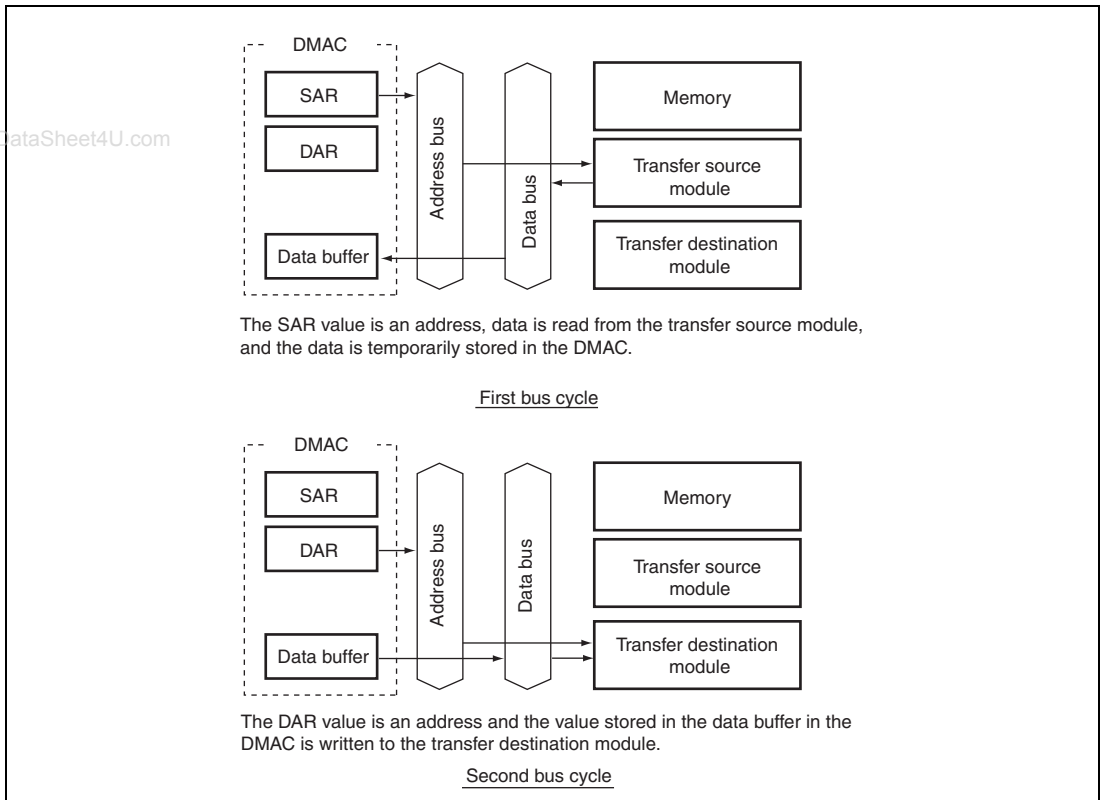 DMAC
SAR
DAR
Data buffer
Address bus
Data bus
Memory
Transfer source
module
Transfer destination
module
The SAR value is an address, data is read from the transfer source module,
and the data is temporarily stored in the DMAC.
First bus cycle
DMAC
SAR
DAR
Data buffer
Address bus
Data bus
Memory
Transfer source
module
Transfer destination
module
The DAR value is an address and the value stored in the data buffer in the
DMAC is written to the transfer destination module.
Second bus cycle